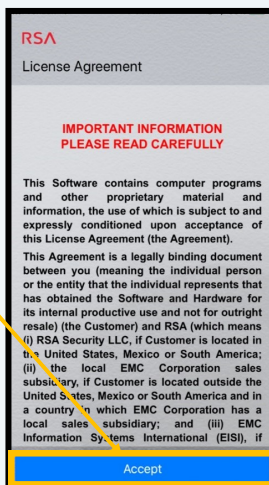 RSA
License Agreement
IMPORTANT INFORMATION
PLEASE READ CAREFULLY
This Software contains computer programs
and other proprietary material and
information, the use of which is subject to and
expressly conditioned upon acceptance of
this License Agreement (the Agreement).
This Agreement is a legally binding document
between you (meaning the individual person
or the entity that the individual represents that
has obtained the Software and Hardware for
its internal productive use and not for outright
resale) (the Customer) and RSA (which means
(i) RSA Security LLC, if Customer is located in
the United States, Mexico or South America;
(ii) the local EMC Corporation sales
subsidiary, if Customer is located outside the
United States, Mexico or South America and in
a country in which EMC Corporation has a
local sales subsidiary; and (iii) EMC
Information Systems International (EISI), if
Accept